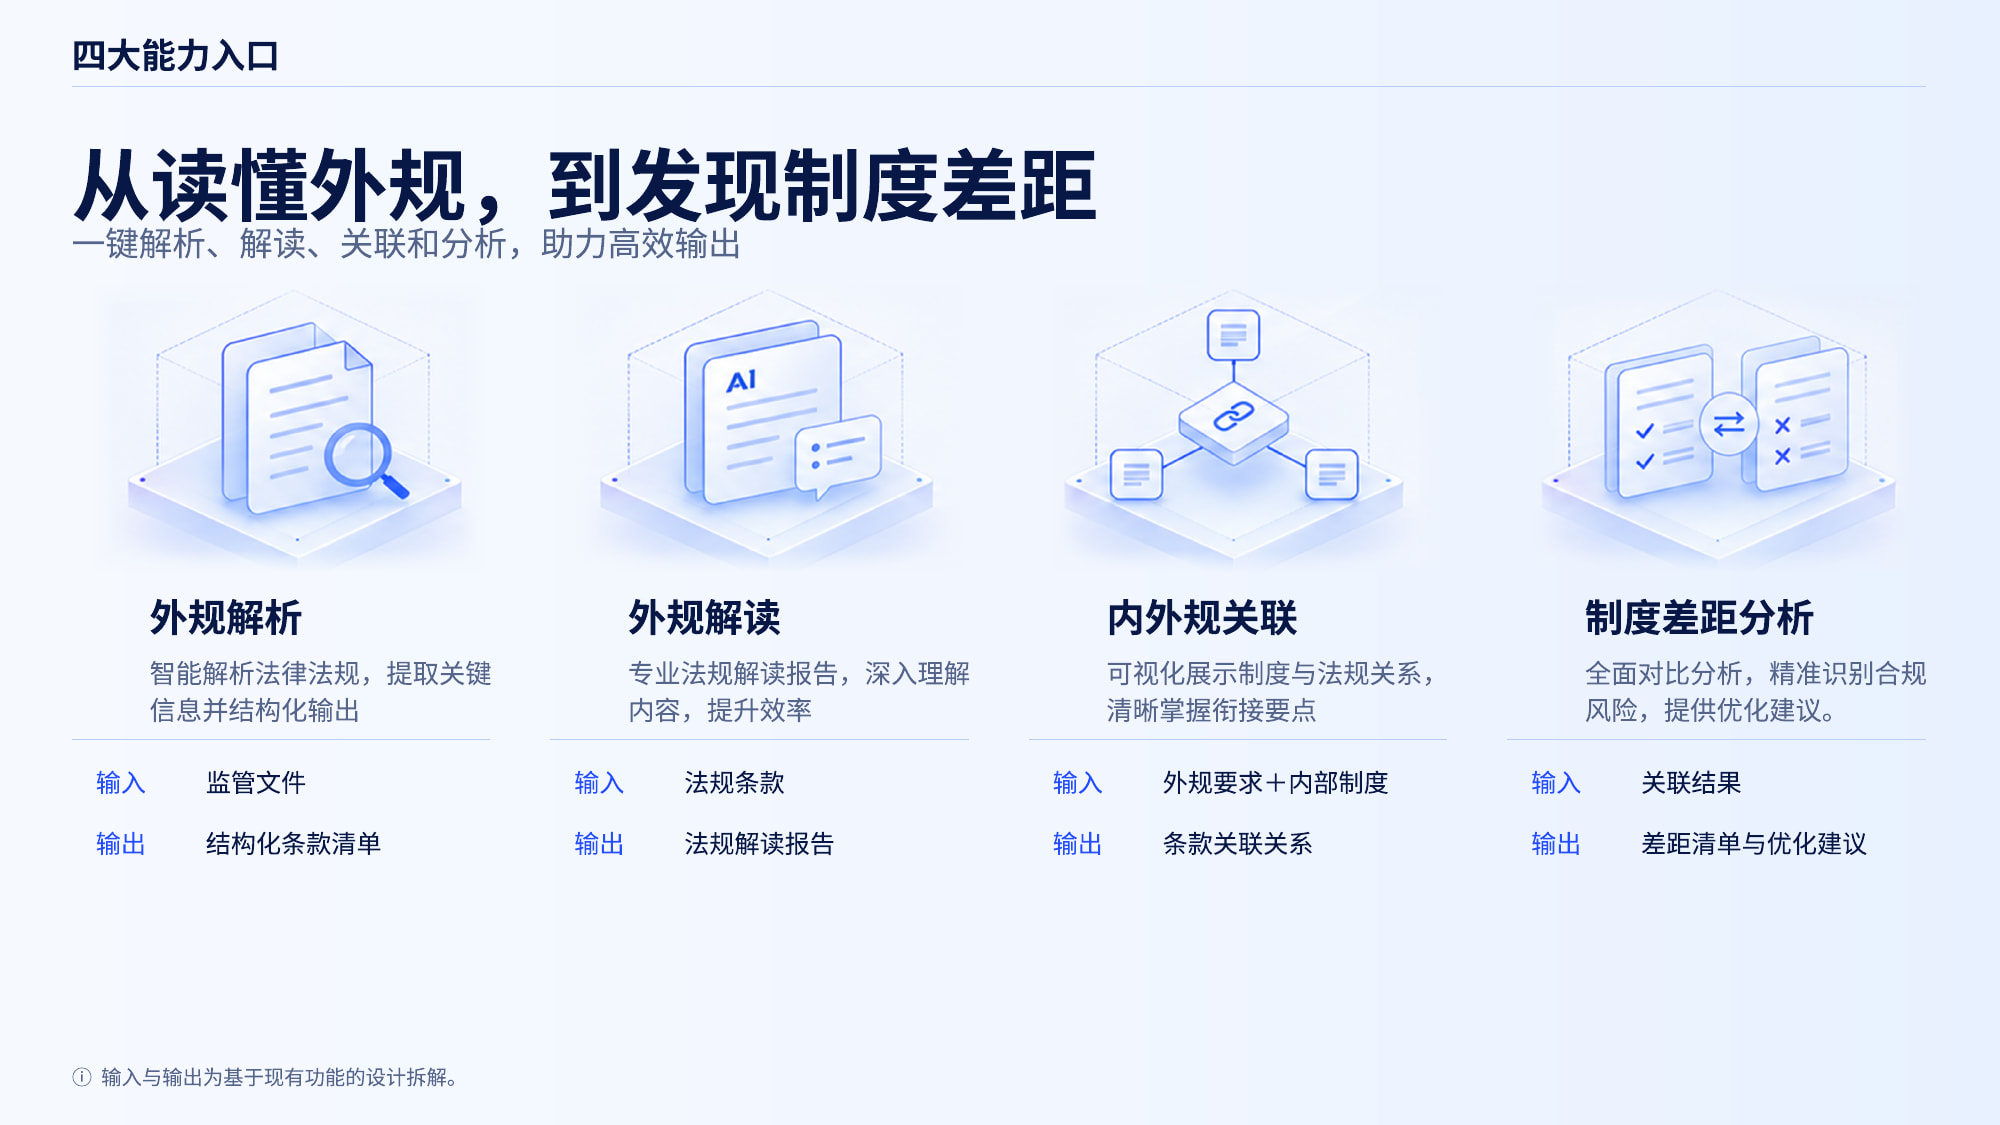 四大能力入口
从读懂外规，到发现制度差距
一键解析、解读、关联和分析，助力高效输出
AI
外规解析
智能解析法律法规，提取关键
信息并结构化输出
输入 监管文件
输出 结构化条款清单
外规解读
专业法规解读报告，深入理解
内容，提升效率
输入 法规条款
输出 法规解读报告
内外规关联
可视化展示制度与法规关系，
清晰掌握衔接要点
输入 外规要求＋内部制度
输出 条款关联关系
制度差距分析
全面对比分析，精准识别合规
风险，提供优化建议。
输入 关联结果
输出 差距清单与优化建议
ⓘ 输入与输出为基于现有功能的设计拆解。